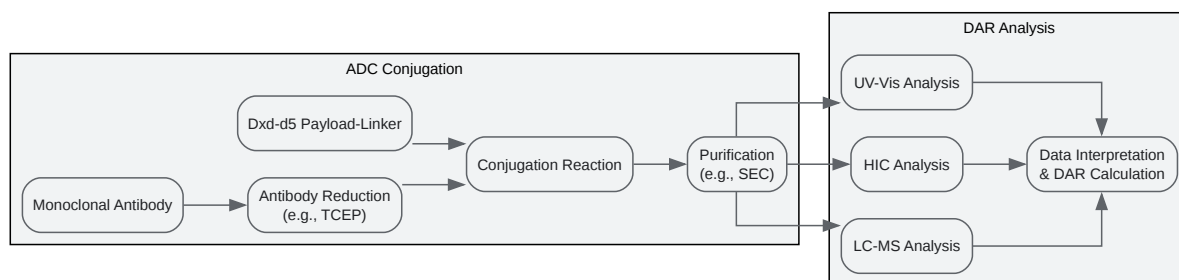 ADC Conjugation
Dxd-d5 Payload-Linker
Monoclonal Antibody
Antibody Reduction
(e.g., TCEP)
Conjugation Reaction
Purification
(e.g., SEC)
DAR Analysis
UV-Vis Analysis
HIC Analysis
LC-MS Analysis
Data Interpretation
& DAR Calculation